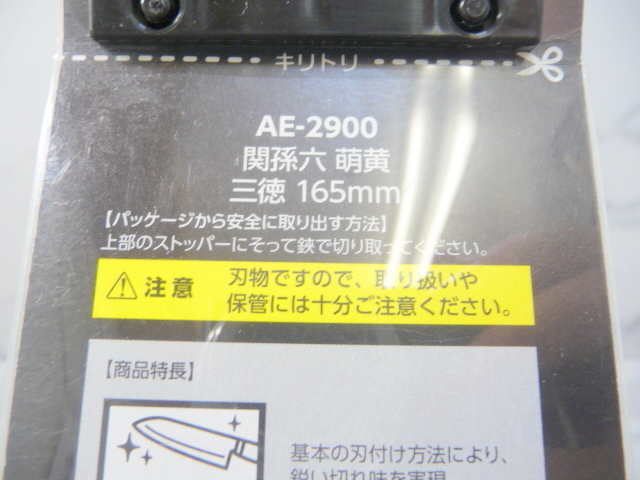 キリトリ
AE-2900
関孫六 萌黄
三徳 165mm
【パッケージから安全に取り出す方法】
上部のストッパーにそって鋏で切り取ってください。
注意
刃物ですので、取り扱いや
保管には十分ご注意ください。
【商品特長】
基本の刃付け方法により、
鋭い切れ味を実現